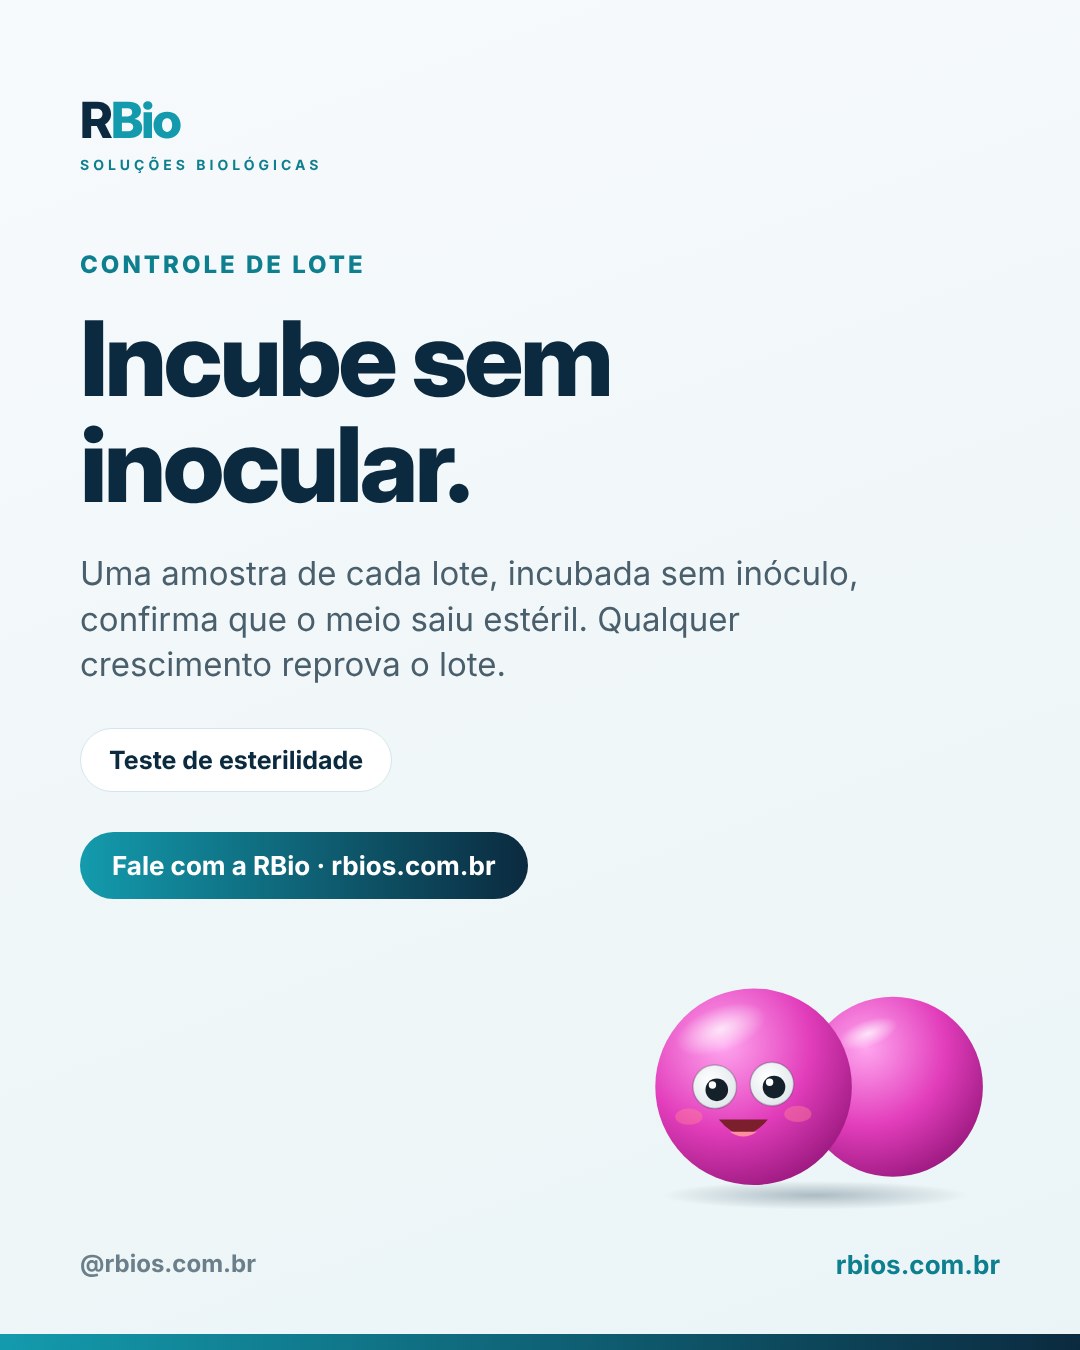 RBio
SOLUÇÕES BIOLÓGICAS
CONTROLE DE LOTE
Incube sem
inocular.
Uma amostra de cada lote, incubada sem inóculo,
confirma que o meio saiu estéril. Qualquer
crescimento reprova o lote.
Teste de esterilidade
Fale com a RBio · rbios.com.br
@rbios.com.br
rbios.com.br